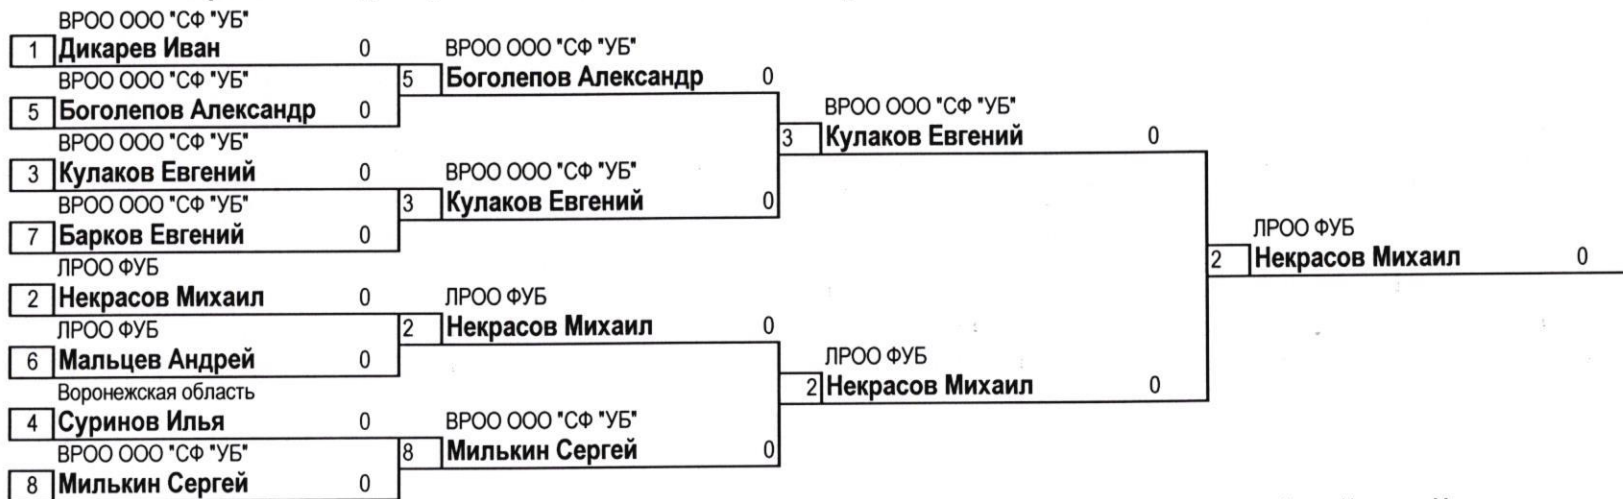 ВРОО ООО "СФ "УБ"
1 Дикарев Иван 0
ВРОО ООО "СФ "УБ"
5 Боголепов Александр 0
ВРОО ООО "СФ "УБ"
3 Кулаков Евгений 0
ВРОО ООО "СФ "УБ"
7 Барков Евгений 0
ЛРОО ФУБ
2 Некрасов Михаил 0
ЛРОО ФУБ
6 Мальцев Андрей 0
Воронежская область
4 Суринов Илья 0
ВРОО ООО "СФ "УБ"
8 Милькин Сергей 0
ВРОО ООО "СФ "УБ"
5 Боголепов Александр 0
ВРОО ООО "СФ "УБ"
3 Кулаков Евгений 0
ЛРОО ФУБ
2 Некрасов Михаил 0
ВРОО ООО "СФ "УБ"
8 Милькин Сергей 0
ВРОО ООО "СФ "УБ"
3 Кулаков Евгений 0
ЛРОО ФУБ
2 Некрасов Михаил 0
ЛРОО ФУБ
2 Некрасов Михаил 0